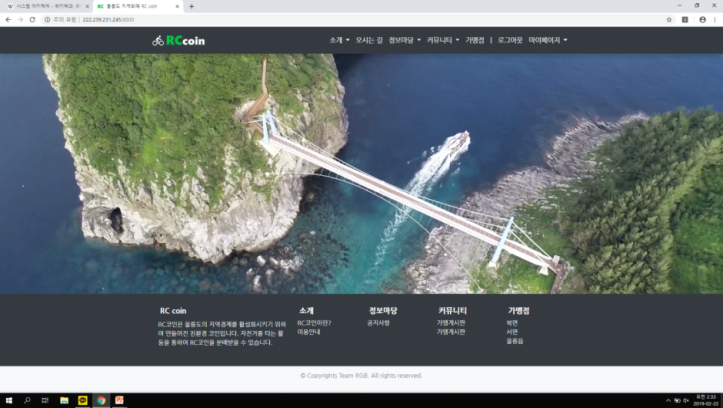 시스템 아키텍처 - 위키백과, 우리
울릉도 지역화폐 RC coin
주의 요함 | 222.239.231.245:8000
RCcoin
소개 오시는 길 정보마당 커뮤니티 가맹점 | 로그아웃 마이페이지
RC coin 소개 정보마당 커뮤니티 가맹점
RC코인은 울릉도의 지역경제를 활성화시키기 위하 RC코인이란? 공지사항 가맹게시판 북면
여 만들어진 친환경 코인입니다. 자전거를 타는 활 이용안내 가맹게시판 서면
동을 통하여 RC코인을 분배받을 수 있습니다. 울릉읍
© Copyrights Team RGB. All rights reserved.
오전 2:33
2019-02-22